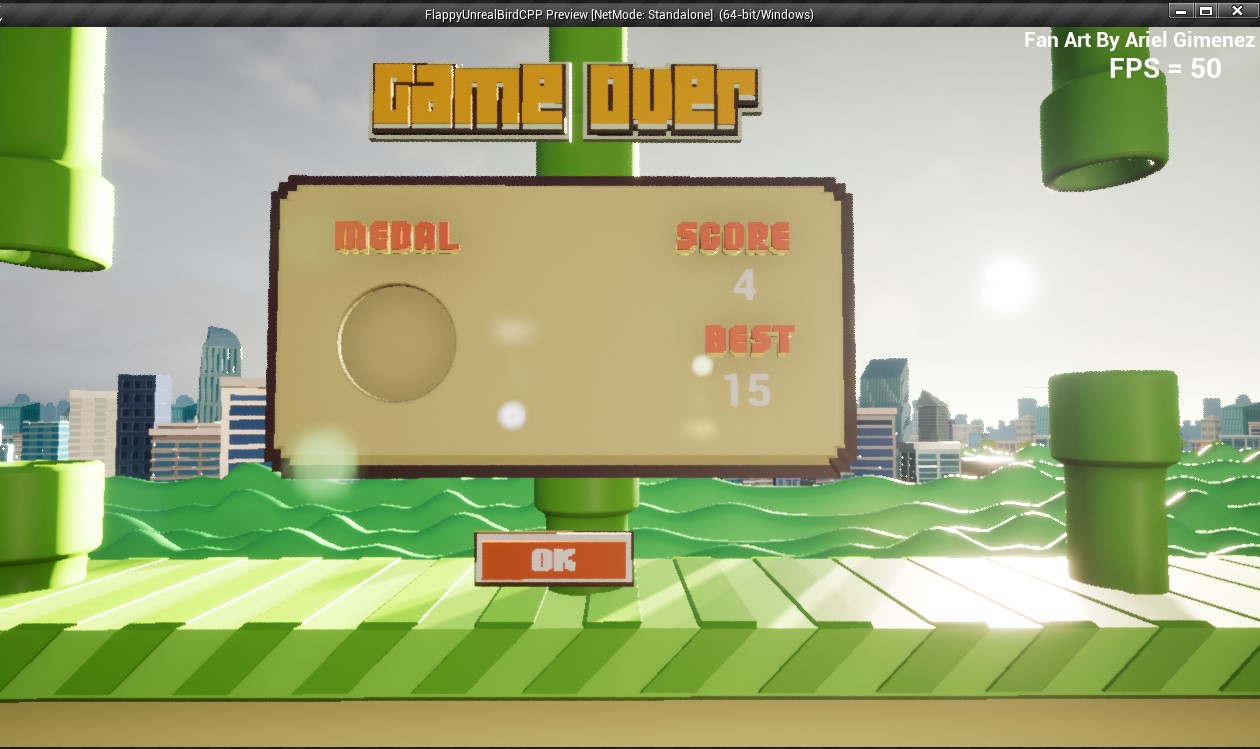 FlappyUnrealBirdCPP Preview [NetMode: Standalone]  (64-bit/Windows)
Fan Art By Ariel Gimenez
FPS = 50
Game Over
MEDAL
SCORE
4
BEST
15
OK